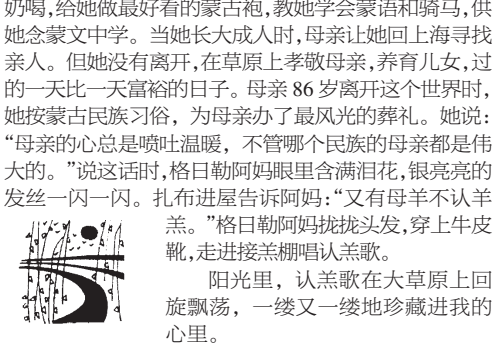 奶喝,给她做最好看的蒙古袍,教她学会蒙语和骑马,供
她念蒙文中学。当她长大成人时,母亲让她回上海寻找
亲人。但她没有离开,在草原上孝敬母亲,养育儿女,过
的一天比一天富裕的日子。母亲 86 岁离开这个世界时,
她按蒙古民族习俗，为母亲办了最风光的葬礼。她说：
“母亲的心总是喷吐温暖，不管哪个民族的母亲都是伟
大的。”说这话时,格日勒阿妈眼里含满泪花,银亮亮的
发丝一闪一闪。扎布进屋告诉阿妈:“又有母羊不认羊
羔。”格日勒阿妈拢拢头发,穿上牛皮
靴,走进接羔棚唱认羔歌。
阳光里，认羔歌在大草原上回
旋飘荡，一缕又一缕地珍藏进我的
心里。